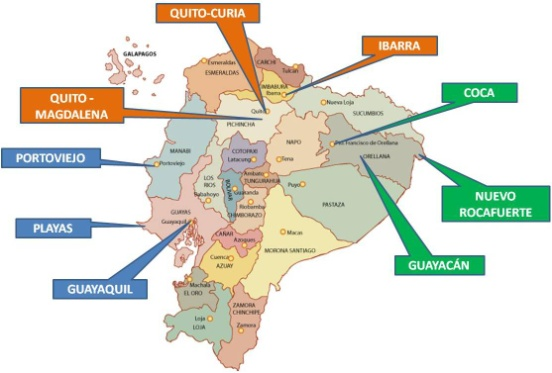 QUITO-CURIA
IBARRA
GALAPAGOS
Esmeraldas
ESMERALDAS
CARCHI
Tulcan
IMBABURA
Ibarra
COCA
QUITO -
MAGDALENA
Quito
PICHINCHA
Nueva Loja
SUCUMBIOS
MANABI
Portoviejo
PORTOVIEJO
COTOPAXI
Latacunga
NAPO
Tena
Francisco de Orellana
ORELLANA
NUEVO
ROCAFUERTE
LOS
RIOS
Babahoyo
BOLIVAR
Guaranda
Ambato
TUNGURAHUA
Puyo
PASTAZA
Riobamba
CHIMBORAZO
PLAYAS
GUAYAS
Guayaquil
CAÑAR
Azogues
Macas
MORONA SANTIAGO
GUAYACÁN
GUAYAQUIL
Cuenca
AZUAY
Machala
EL ORO
ZAMORA
CHINCHIPE
Loja
LOJA
Zamora